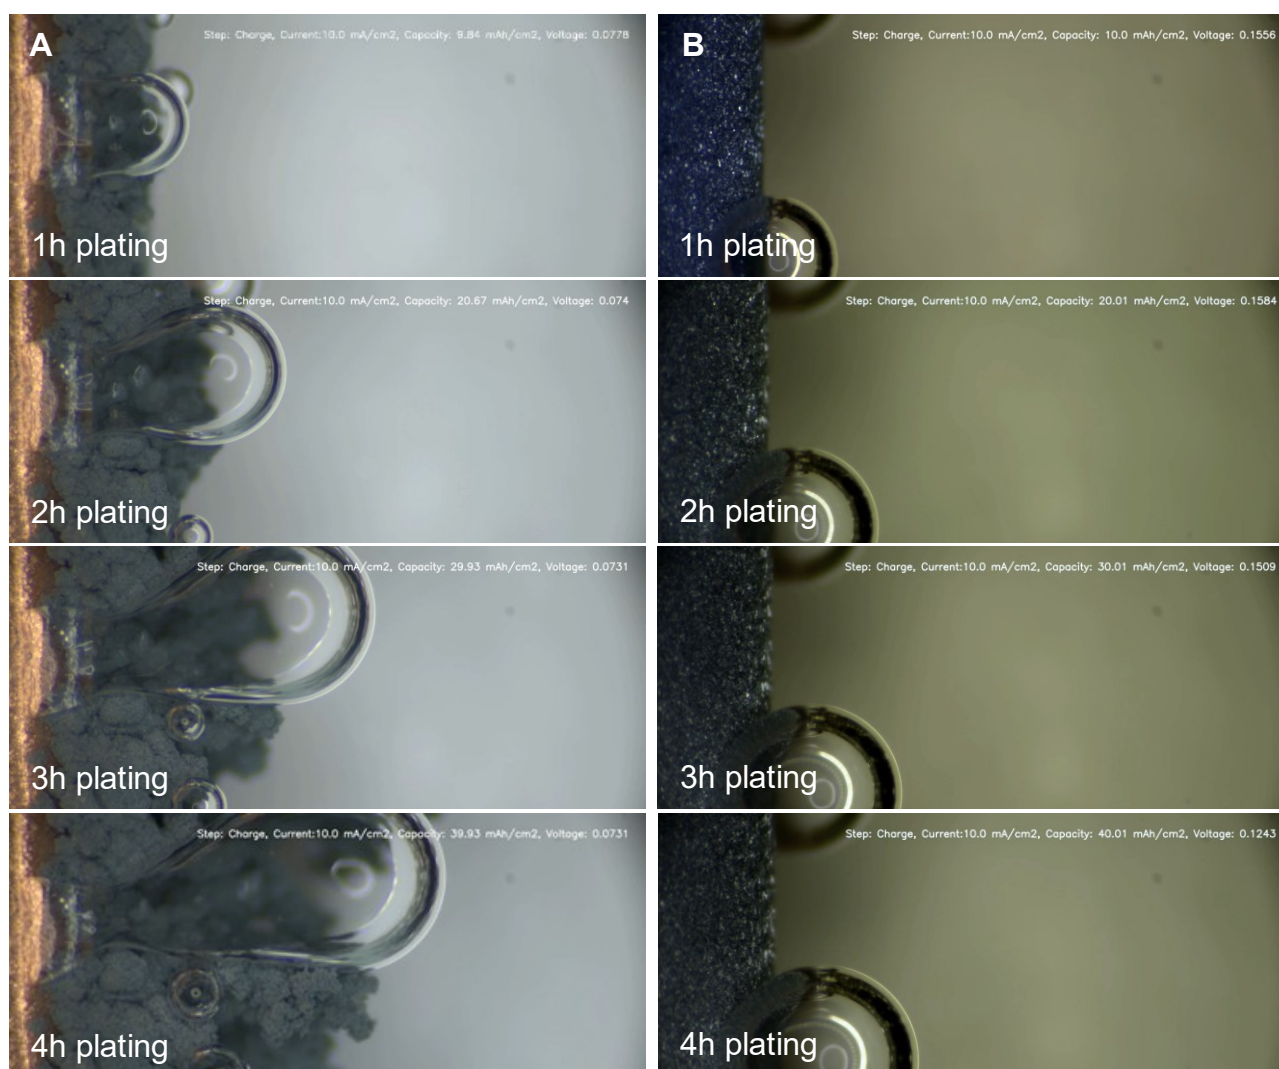 A
Step: Charge, Current:10.0 mA/cm2, Capacity: 9.84 mAh/cm2, Voltage: 0.0778
1h plating
Step: Charge, Current:10.0 mA/cm2, Capacity: 20.67 mAh/cm2, Voltage: 0.074
2h plating
Step: Charge, Current:10.0 mA/cm2, Capacity: 29.93 mAh/cm2, Voltage: 0.0731
3h plating
Step: Charge, Current:10.0 mA/cm2, Capacity: 39.93 mAh/cm2, Voltage: 0.0731
4h plating
B
Step: Charge, Current:10.0 mA/cm2, Capacity: 10.0 mAh/cm2, Voltage: 0.1556
1h plating
Step: Charge, Current:10.0 mA/cm2, Capacity: 20.01 mAh/cm2, Voltage: 0.1584
2h plating
Step: Charge, Current:10.0 mA/cm2, Capacity: 30.01 mAh/cm2, Voltage: 0.1509
3h plating
Step: Charge, Current:10.0 mA/cm2, Capacity: 40.01 mAh/cm2, Voltage: 0.1243
4h plating